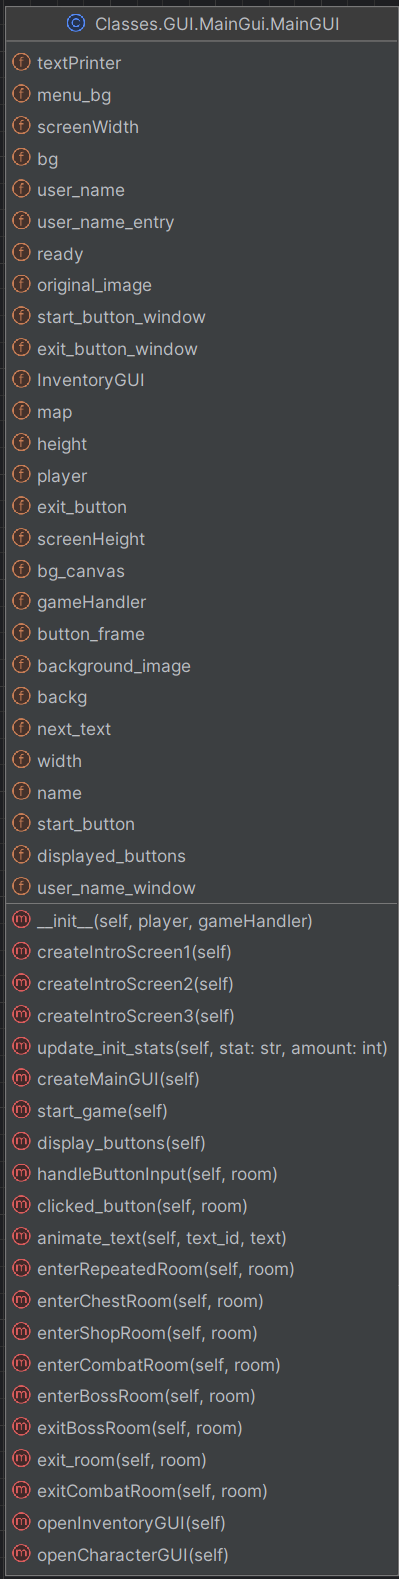 Classes.GUI.MainGui.MainGUI
textPrinter
menu_bg
screenWidth
bg
user_name
user_name_entry
ready
original_image
start_button_window
exit_button_window
InventoryGUI
map
height
player
exit_button
screenHeight
bg_canvas
gameHandler
button_frame
background_image
backg
next_text
width
name
start_button
displayed_buttons
user_name_window
__init__(self, player, gameHandler)
createIntroScreen1(self)
createIntroScreen2(self)
createIntroScreen3(self)
update_init_stats(self, stat: str, amount: int)
createMainGUI(self)
start_game(self)
display_buttons(self)
handleButtonInput(self, room)
clicked_button(self, room)
animate_text(self, text_id, text)
enterRepeatedRoom(self, room)
enterChestRoom(self, room)
enterShopRoom(self, room)
enterCombatRoom(self, room)
enterBossRoom(self, room)
exitBossRoom(self, room)
exit_room(self, room)
exitCombatRoom(self, room)
openInventoryGUI(self)
openCharacterGUI(self)